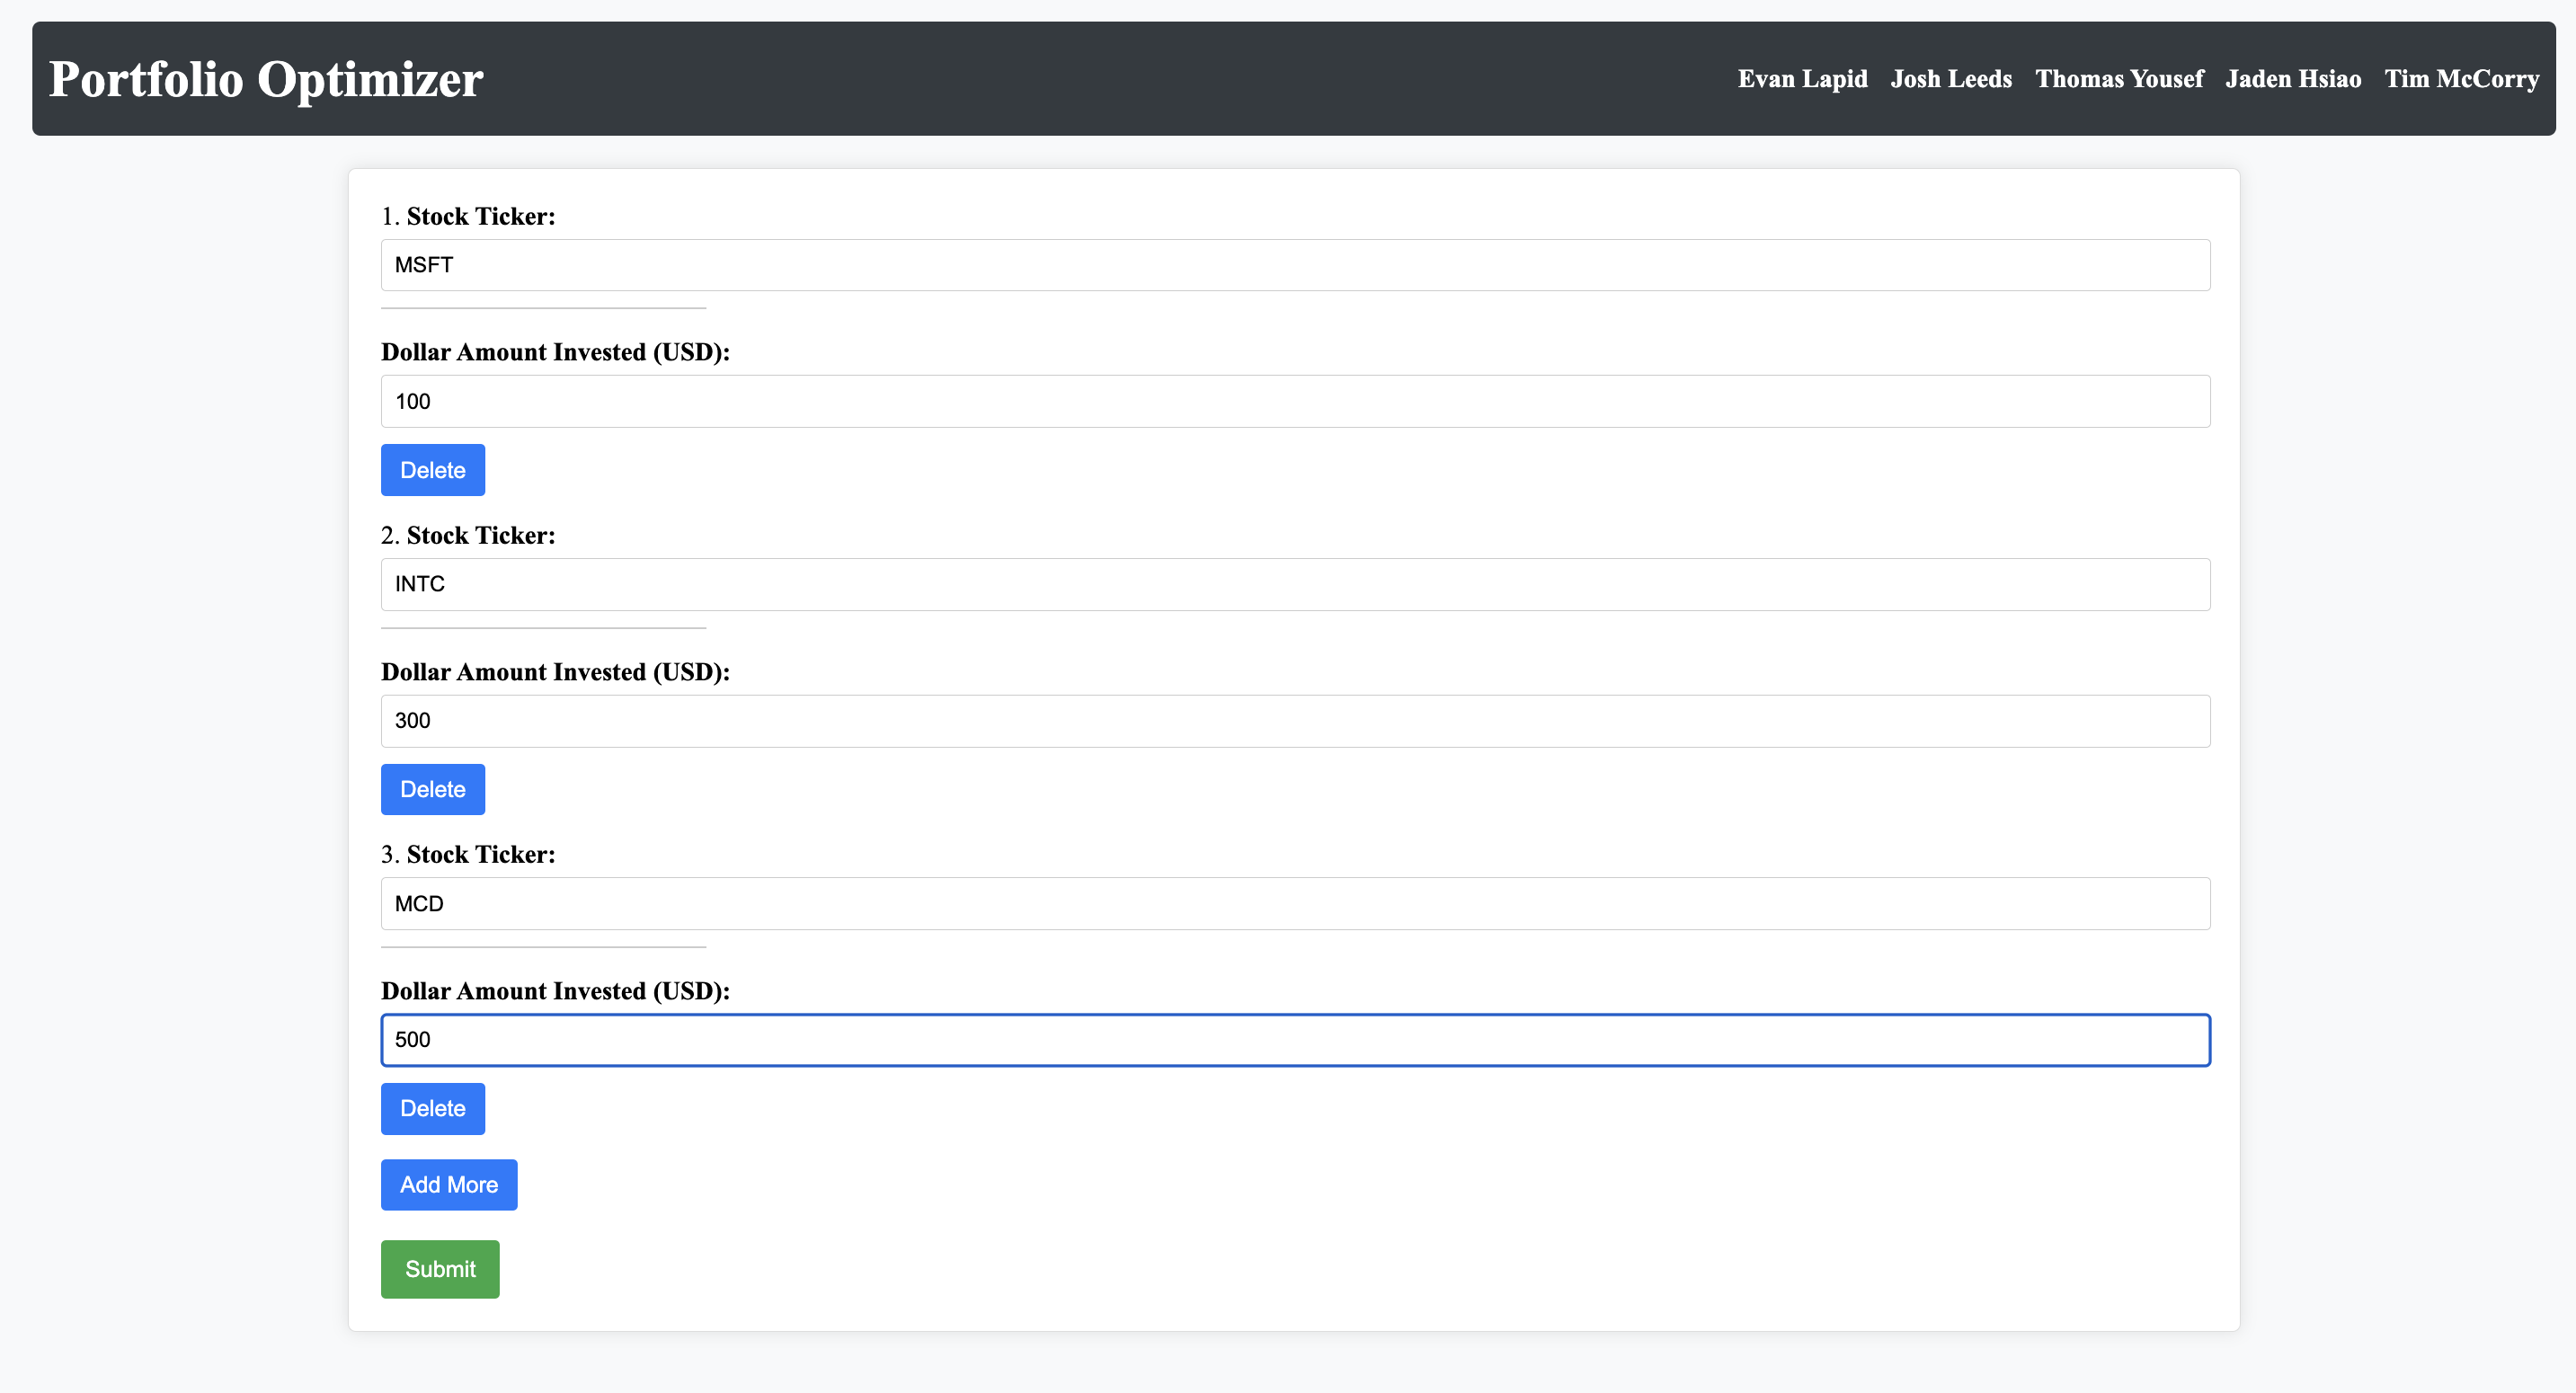 Portfolio Optimizer
Evan Lapid Josh Leeds Thomas Yousef Jaden Hsiao Tim McCorry
1. Stock Ticker:
MSFT
Dollar Amount Invested (USD):
100
Delete
2. Stock Ticker:
INTC
Dollar Amount Invested (USD):
300
Delete
3. Stock Ticker:
MCD
Dollar Amount Invested (USD):
500
Delete
Add More
Submit